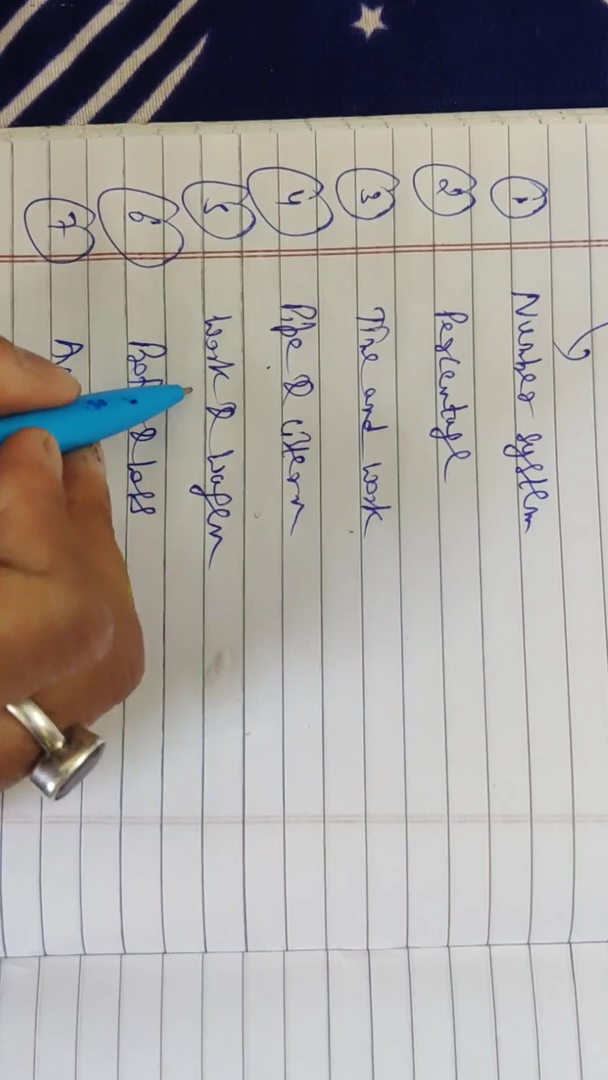 ① Number System
② Percentage
③ Time and work
④ Pipe & Cistern
⑤ Work & Wages
⑥ & loss
⑦